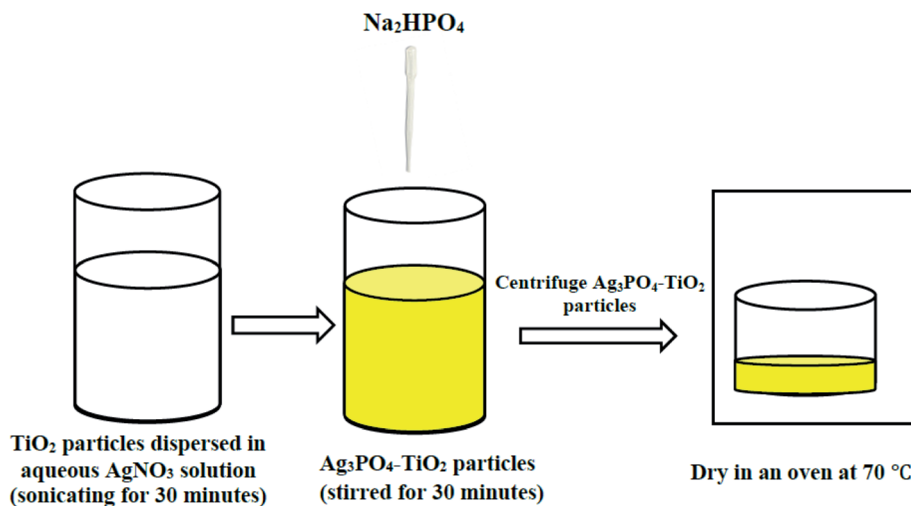 Na₂HPO₄
Centrifuge Ag₃PO₄-TiO₂
particles
TiO₂ particles dispersed in
aqueous AgNO₃ solution
(sonicating for 30 minutes)
Ag₃PO₄-TiO₂ particles
(stirred for 30 minutes)
Dry in an oven at 70 °C